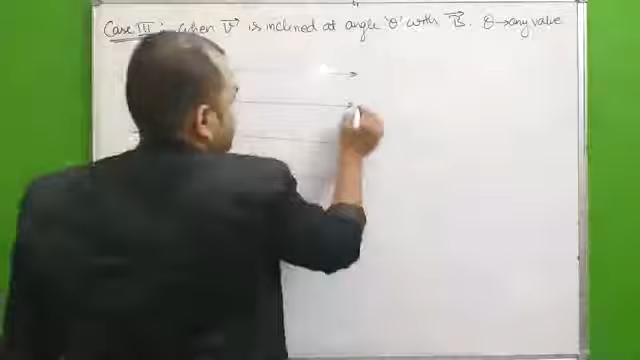 Case III : when V⃗ is inclined at angle 'θ' with B⃗. θ→any value